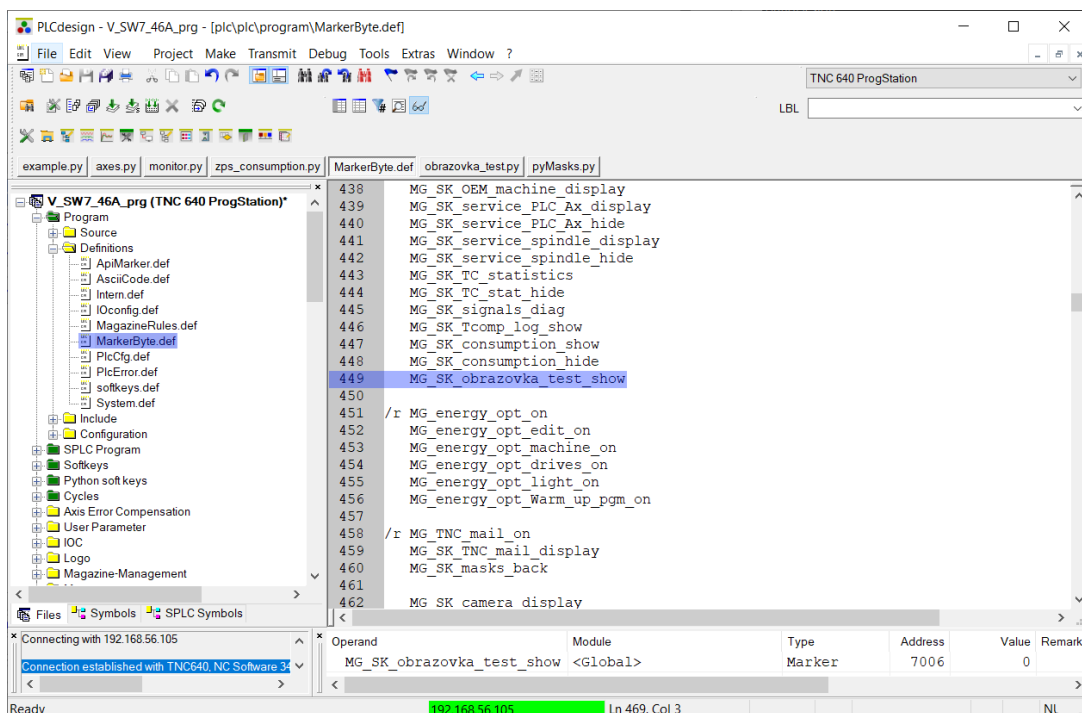 PLCdesign - V_SW7_46A_prg - [plc\plc\program\MarkerByte.def]
File Edit View Project Make Transmit Debug Tools Extras Window ?
TNC 640 ProgStation
LBL
example.py axes.py monitor.py zps_consumption.py MarkerByte.def obrazovka_test.py pyMasks.py
V_SW7_46A_prg (TNC 640 ProgStation)*
Program
Source
Definitions
ApiMarker.def
AsciiCode.def
Intern.def
IOconfig.def
MagazineRules.def
MarkerByte.def
PlcCfg.def
PlcError.def
softkeys.def
System.def
Include
Configuration
SPLC Program
Softkeys
Python soft keys
Cycles
Axis Error Compensation
User Parameter
IOC
Logo
Magazine-Management
Files Symbols SPLC Symbols
438 MG_SK_OEM_machine_display
439 MG_SK_service_PLC_Ax_display
440 MG_SK_service_PLC_Ax_hide
441 MG_SK_service_spindle_display
442 MG_SK_service_spindle_hide
443 MG_SK_TC_statistics
444 MG_SK_TC_stat_hide
445 MG_SK_signals_diag
446 MG_SK_Tcomp_log_show
447 MG_SK_consumption_show
448 MG_SK_consumption_hide
449 MG_SK_obrazovka_test_show
450
451 /r MG_energy_opt_on
452 MG_energy_opt_edit_on
453 MG_energy_opt_machine_on
454 MG_energy_opt_drives_on
455 MG_energy_opt_light_on
456 MG_energy_opt_Warm_up_pgm_on
457
458 /r MG_TNC_mail_on
459 MG_SK_TNC_mail_display
460 MG_SK_masks_back
461
462 MG_SK_camera_display
Connecting with 192.168.56.105
Connection established with TNC640, NC Software 34
Operand Module Type Address Value Remark
MG_SK_obrazovka_test_show <Global> Marker 7006 0
Ready 192.168.56.105 Ln 469, Col 3